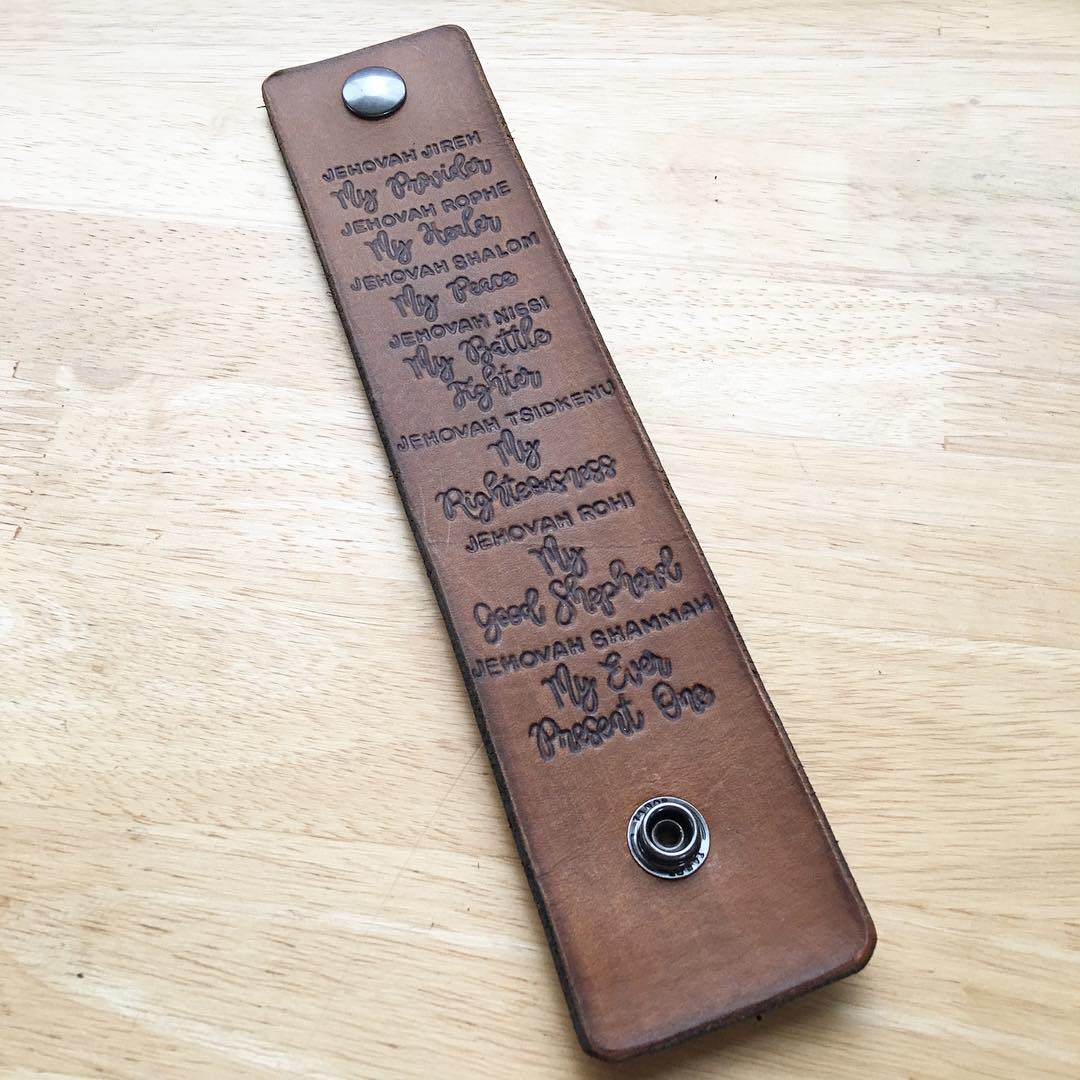 JEHOVAH JIREH
My Provider
JEHOVAH ROPHE
My Healer
JEHOVAH SHALOM
My Peace
JEHOVAH NISSI
My Battle
Fighter
JEHOVAH TSIDKENU
My
Righteousness
JEHOVAH ROHI
My
Good Shepherd
JEHOVAH SHAMMAH
My Ever
Present One